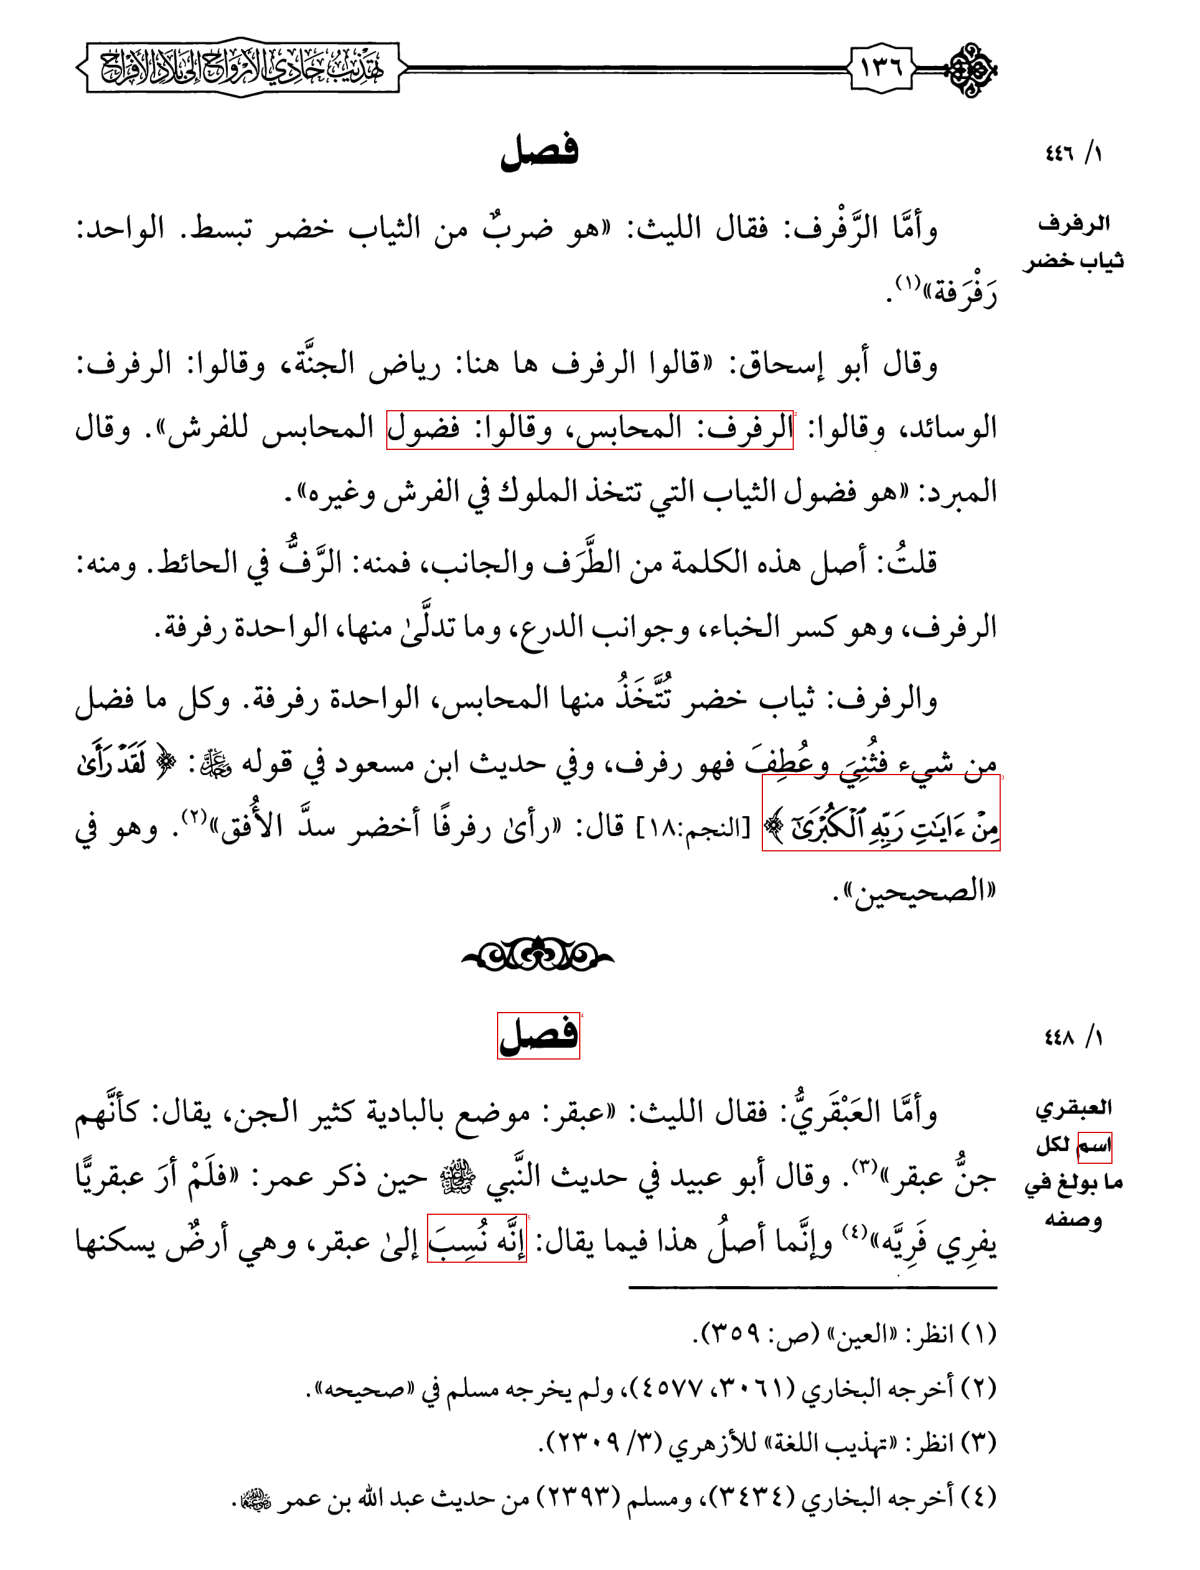 تهذيب حادي الأرواح إلى بلاد الأفراح
١٣٦
١/ ٤٤٦
فصل
الرفرف
ثياب خضر
وأمَّا الرَّفْرف: فقال الليث: «هو ضربٌ من الثياب خضر تبسط. الواحد:
رَفْرَفة»(١).
وقال أبو إسحاق: «قالوا الرفرف ها هنا: رياض الجنَّة، وقالوا: الرفرف:
الوسائد، وقالوا: الرفرف: المحابس، وقالوا: فضول المحابس للفرش». وقال
المبرد: «هو فضول الثياب التي تتخذ الملوك في الفرش وغيره».
قلتُ: أصل هذه الكلمة من الطَّرَف والجانب، فمنه: الرَّفُّ في الحائط. ومنه:
الرفرف، وهو كسر الخباء، وجوانب الدرع، وما تدلَّىٰ منها، الواحدة رفرفة.
والرفرف: ثياب خضر تُتَّخَذُ منها المحابس، الواحدة رفرفة. وكل ما فضل
من شيء فثُنِيَ وعُطِفَ فهو رفرف، وفي حديث ابن مسعود في قوله ﷿: ﴿لَقَدۡ رَأَىٰ
مِنۡ ءَايَٰتِ رَبِّهِ ٱلۡكُبۡرَىٰٓ﴾ [النجم:١٨] قال: «رأىٰ رفرفًا أخضر سدَّ الأُفق»(٢). وهو في
«الصحيحين».
١/ ٤٤٨
فصل
العبقري
اسم لكل
ما بولغ في
وصفه
وأمَّا العَبْقَريُّ: فقال الليث: «عبقر: موضع بالبادية كثير الجن، يقال: كأنَّهم
جنُّ عبقر»(٣). وقال أبو عبيد في حديث النَّبي ﷺ حين ذكر عمر: «فلَمْ أرَ عبقريًّا
يفرِي فَرِيَّه»(٤) وإنَّما أصلُ هذا فيما يقال: إنَّه نُسِبَ إلىٰ عبقر، وهي أرضٌ يسكنها
(١) انظر: «العين» (ص: ٣٥٩).
(٢) أخرجه البخاري (٣٠٦١، ٤٥٧٧)، ولم يخرجه مسلم في «صحيحه».
(٣) انظر: «تهذيب اللغة» للأزهري (٣/ ٢٣٠٩).
(٤) أخرجه البخاري (٣٤٣٤)، ومسلم (٢٣٩٣) من حديث عبد الله بن عمر رضي الله عنهما.